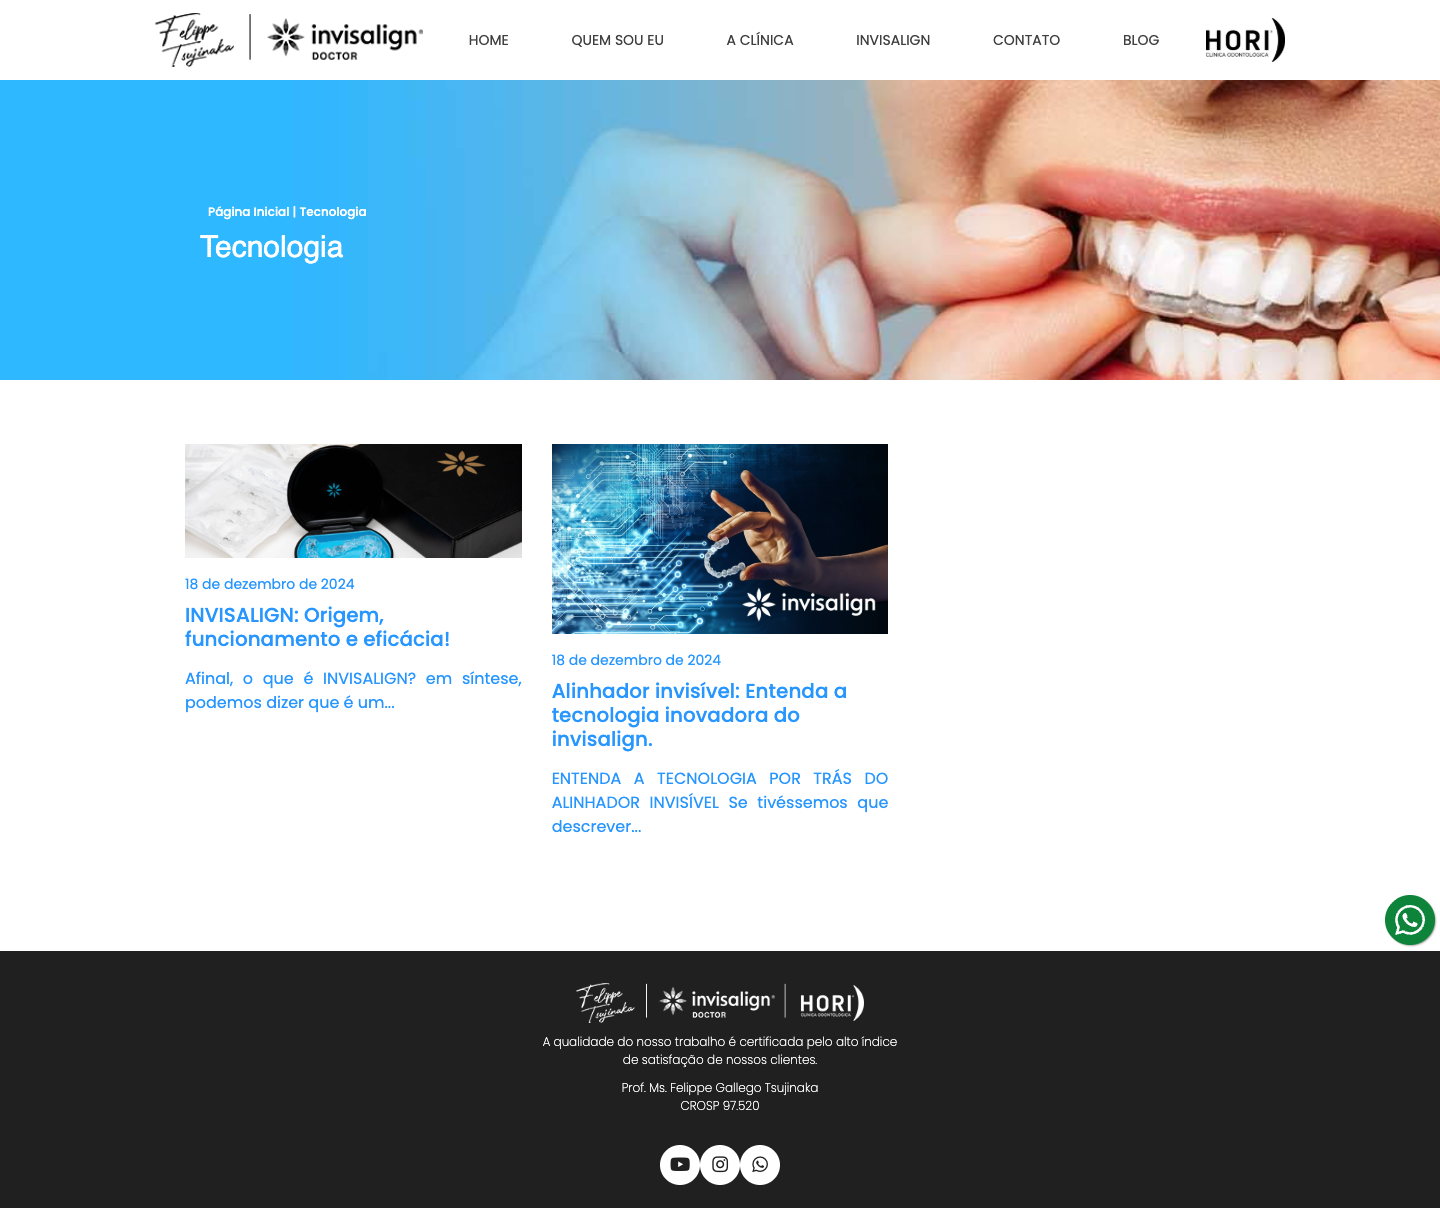 Felippe Tsujinaka
invisalign
DOCTOR
HOME
QUEM SOU EU
A CLÍNICA
INVISALIGN
CONTATO
BLOG
HORI
CLÍNICA ODONTOLÓGICA
Página Inicial | Tecnologia
Tecnologia
18 de dezembro de 2024
INVISALIGN: Origem,
funcionamento e eficácia!
Afinal, o que é INVISALIGN? em síntese,
podemos dizer que é um...
invisalign
18 de dezembro de 2024
Alinhador invisível: Entenda a
tecnologia inovadora do
invisalign.
ENTENDA A TECNOLOGIA POR TRÁS DO
ALINHADOR INVISÍVEL Se tivéssemos que
descrever...
Felippe Tsujinaka
invisalign
DOCTOR
HORI
CLÍNICA ODONTOLÓGICA
A qualidade do nosso trabalho é certificada pelo alto índice
de satisfação de nossos clientes.
Prof. Ms. Felippe Gallego Tsujinaka
CROSP 97.520